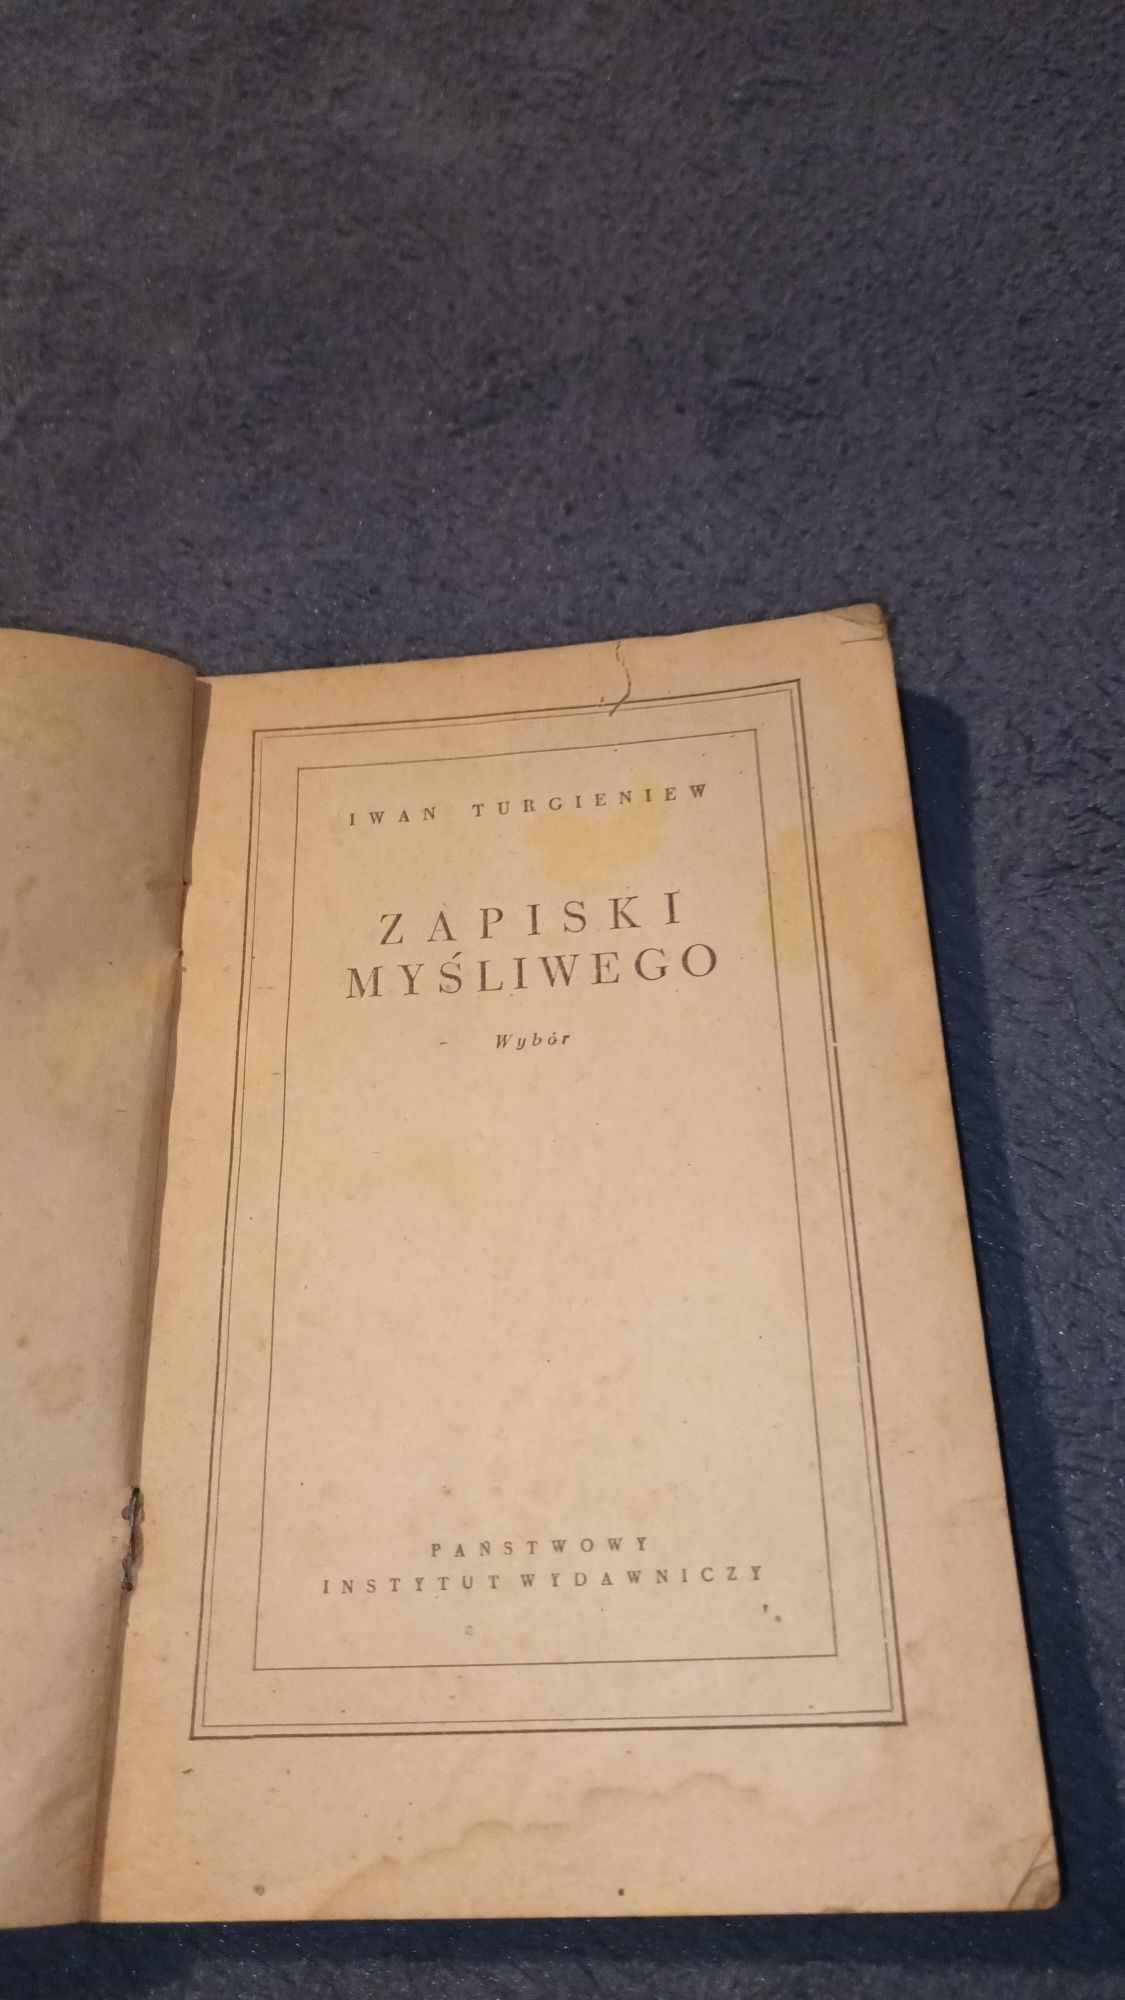 IWAN TURGIENIEW
ZAPISKI
MYŚLIWEGO
Wybór
PAŃSTWOWY
INSTYTUT WYDAWNICZY